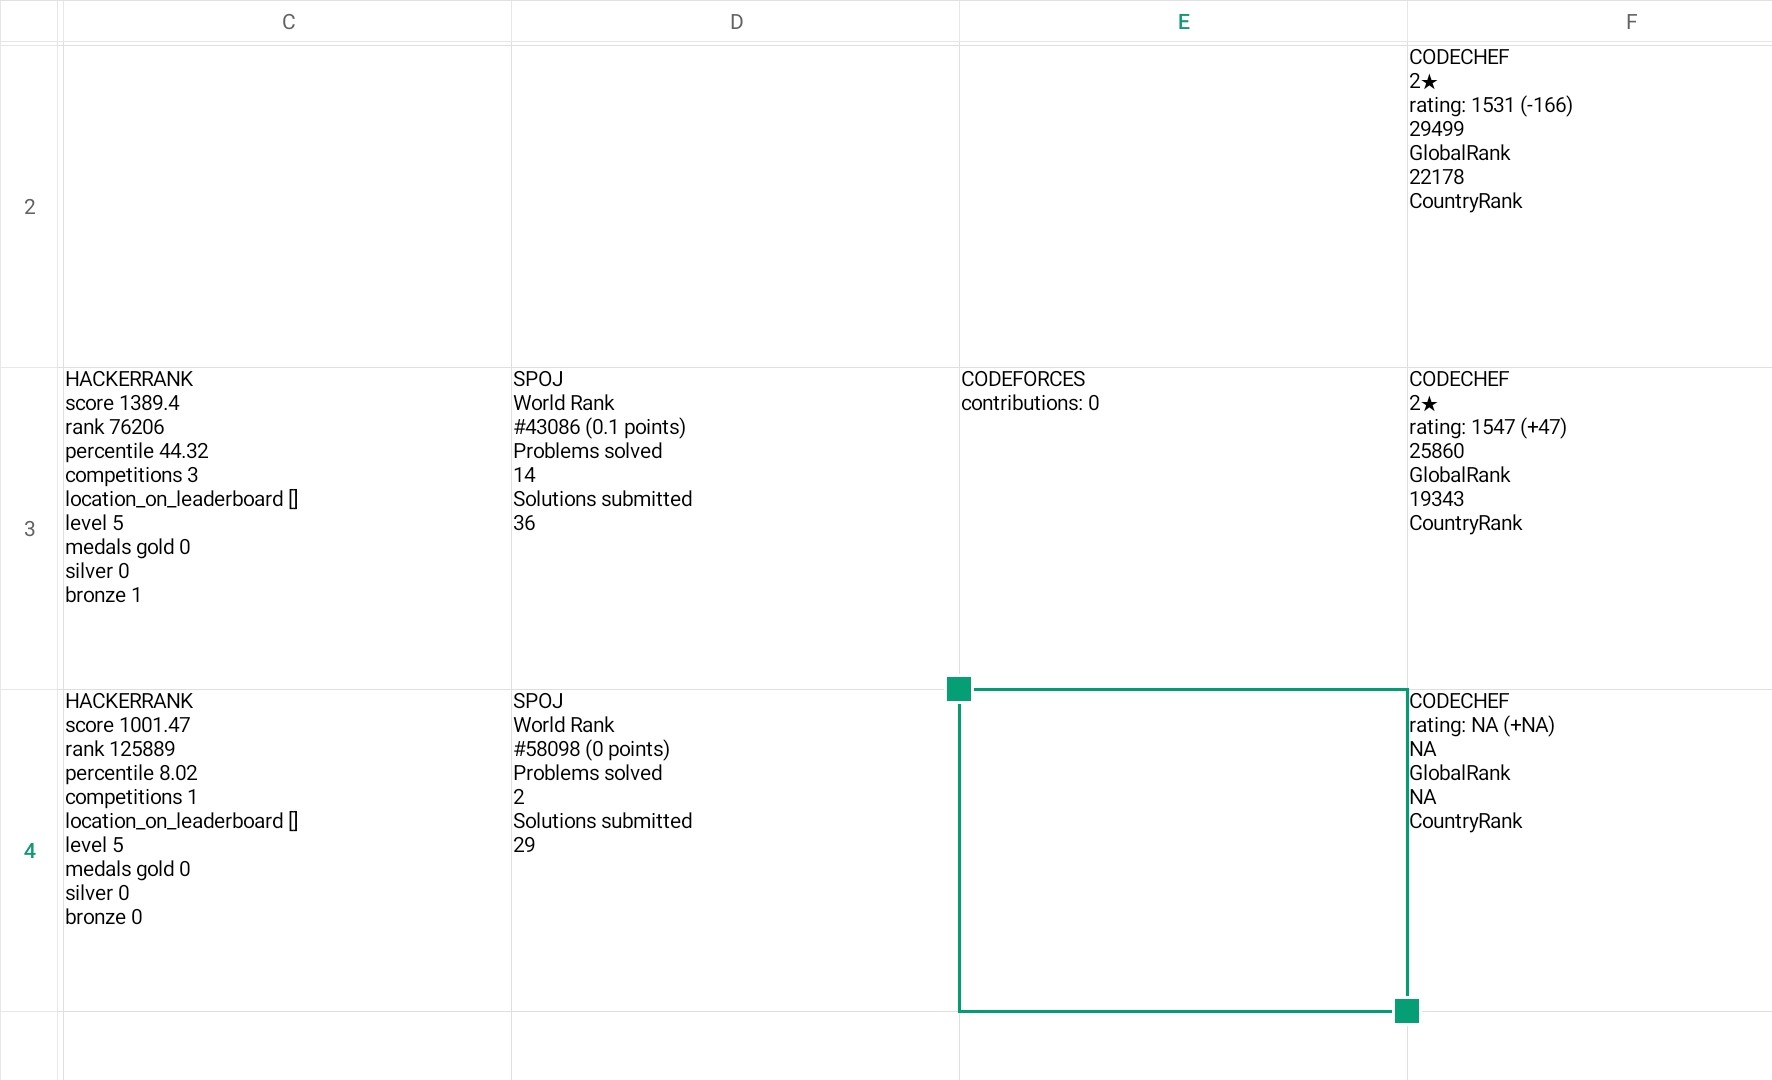 C
D
E
F
2
CODECHEF
2★
rating: 1531 (-166)
29499
GlobalRank
22178
CountryRank
3
HACKERRANK
score 1389.4
rank 76206
percentile 44.32
competitions 3
location_on_leaderboard []
level 5
medals gold 0
silver 0
bronze 1
SPOJ
World Rank
#43086 (0.1 points)
Problems solved
14
Solutions submitted
36
CODEFORCES
contributions: 0
CODECHEF
2★
rating: 1547 (+47)
25860
GlobalRank
19343
CountryRank
4
HACKERRANK
score 1001.47
rank 125889
percentile 8.02
competitions 1
location_on_leaderboard []
level 5
medals gold 0
silver 0
bronze 0
SPOJ
World Rank
#58098 (0 points)
Problems solved
2
Solutions submitted
29
CODECHEF
rating: NA (+NA)
NA
GlobalRank
NA
CountryRank